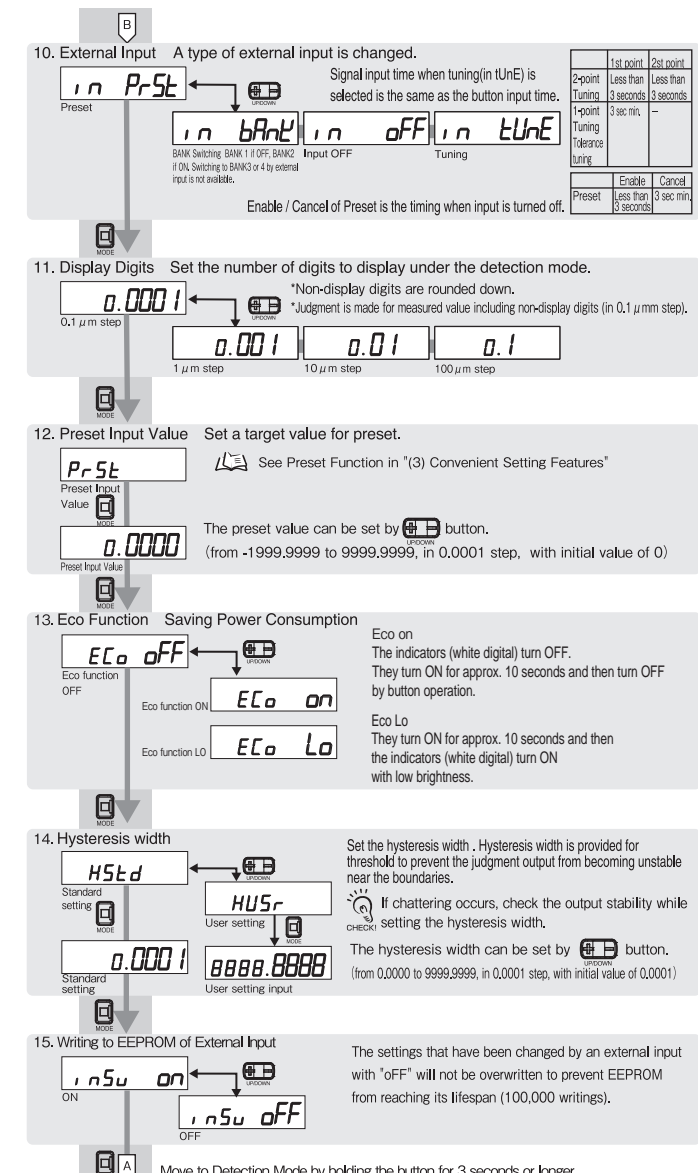 B
10. External Input A type of external input is changed.
in PrSt
Preset
UP/DOWN
Signal input time when tuning(in tUnE) is
selected is the same as the button input time.
in bAnK
in oFF
in tUnE
BANK Switching BANK 1 if OFF, BANK2
if ON. Switching to BANK3 or 4 by external
input is not available.
Input OFF
Tuning
1st point 2st point
2-point Tuning Less than 3 seconds Less than 3 seconds
1-point Tuning Tolerance tuning 3 sec min. –
Enable Cancel
Preset Less than 3 seconds 3 sec min.
Enable / Cancel of Preset is the timing when input is turned off.
MODE
11. Display Digits Set the number of digits to display under the detection mode.
0.0001
0.1 μm step
UP/DOWN
*Non-display digits are rounded down.
*Judgment is made for measured value including non-display digits (in 0.1 μmm step).
0.001
0.01
0.1
1 μm step
10 μm step
100 μm step
MODE
12. Preset Input Value Set a target value for preset.
PrSt
Preset Input
Value
MODE
See Preset Function in "(3) Convenient Setting Features"
0.0000
Preset Input Value
The preset value can be set by button.
UP/DOWN
(from -1999.9999 to 9999.9999, in 0.0001 step, with initial value of 0)
MODE
13. Eco Function Saving Power Consumption
ECo oFF
Eco function
OFF
UP/DOWN
Eco function ON
ECo on
Eco function LO
ECo Lo
Eco on
The indicators (white digital) turn OFF.
They turn ON for approx. 10 seconds and then turn OFF
by button operation.
Eco Lo
They turn ON for approx. 10 seconds and then
the indicators (white digital) turn ON
with low brightness.
MODE
14. Hysteresis width
HStd
Standard
setting
MODE
0.0001
Standard
setting
UP/DOWN
HUSr
User setting
MODE
8888.8888
User setting input
Set the hysteresis width . Hysteresis width is provided for
threshold to prevent the judgment output from becoming unstable
near the boundaries.
CHECK!
If chattering occurs, check the output stability while
setting the hysteresis width.
The hysteresis width can be set by button.
UP/DOWN
(from 0.0000 to 9999.9999, in 0.0001 step, with initial value of 0.0001)
MODE
15. Writing to EEPROM of External Input
inSu on
ON
UP/DOWN
inSu oFF
OFF
The settings that have been changed by an external input
with "oFF" will not be overwritten to prevent EEPROM
from reaching its lifespan (100,000 writings).
A
Move to Detection Mode by holding the button for 3 seconds or longer.